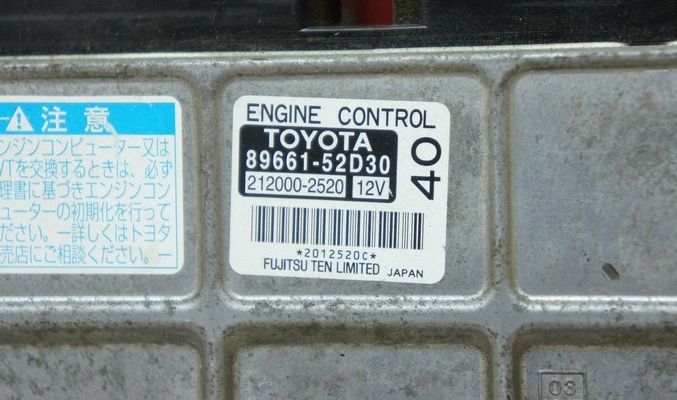 注意
ンジンコンピューター又は
VTを交換するときは、必ず
理書に基づきエンジンコン
ューターの初期化を行って
ださい。ー詳しくはトヨタ
売店にご相談ください。ー
ENGINE CONTROL
TOYOTA
89661-52D30
212000-2520 12V
40
*2012520C*
FUJITSU TEN LIMITED JAPAN
03